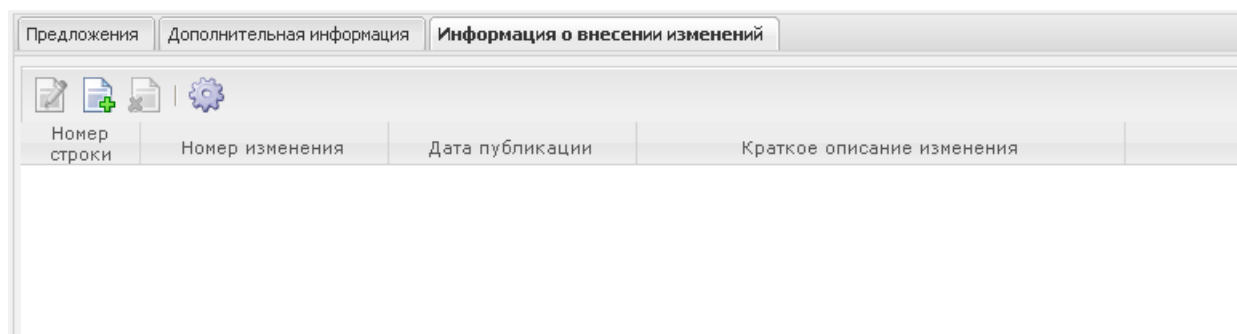 Предложения Дополнительная информация Информация о внесении изменений
Номер
строки Номер изменения Дата публикации Краткое описание изменения